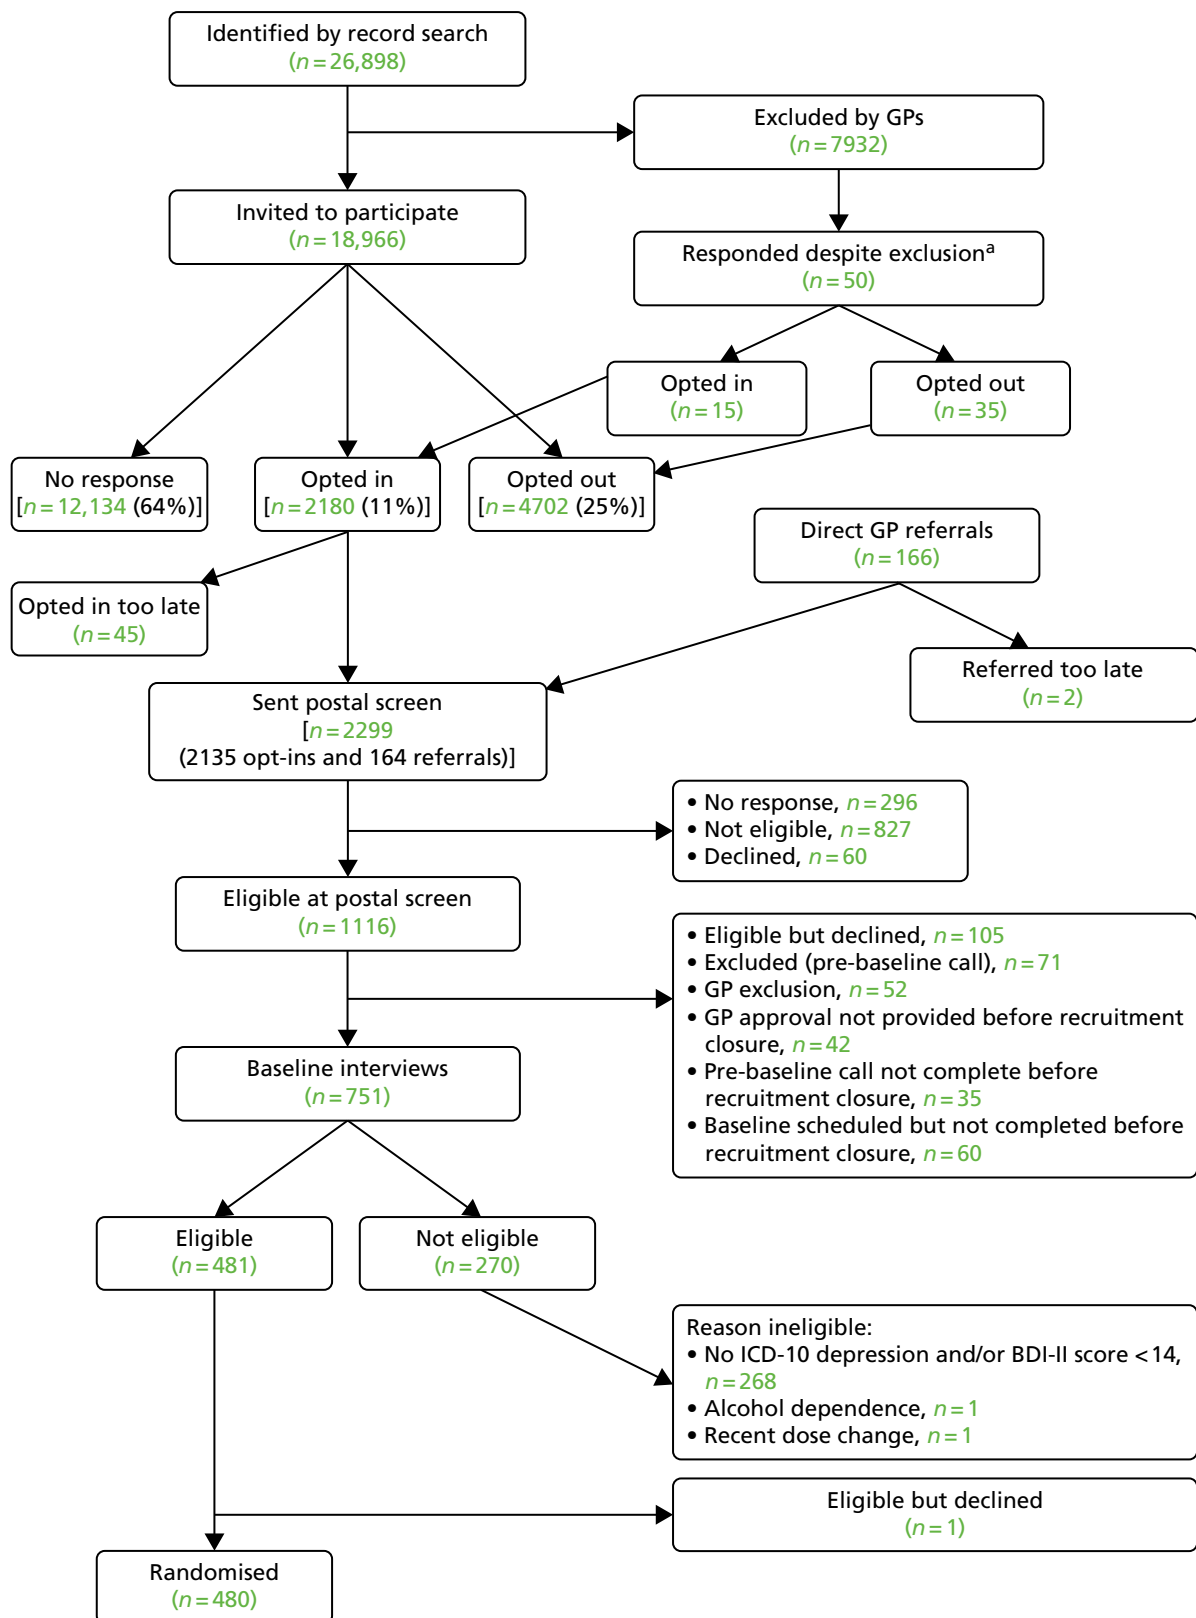 Identified by record search
(n=26,898)
Excluded by GPs
(n=7932)
Invited to participate
(n=18,966)
Responded despite exclusionᵃ
(n=50)
Opted in
(n=15)
Opted out
(n=35)
No response
[n=12,134 (64%)]
Opted in
[n=2180 (11%)]
Opted out
[n=4702 (25%)]
Direct GP referrals
(n=166)
Opted in too late
(n=45)
Referred too late
(n=2)
Sent postal screen
[n=2299
(2135 opt-ins and 164 referrals)]
• No response, n=296
• Not eligible, n=827
• Declined, n=60
Eligible at postal screen
(n=1116)
• Eligible but declined, n=105
• Excluded (pre-baseline call), n=71
• GP exclusion, n=52
• GP approval not provided before recruitment
closure, n=42
• Pre-baseline call not complete before
recruitment closure, n=35
• Baseline scheduled but not completed before
recruitment closure, n=60
Baseline interviews
(n=751)
Eligible
(n=481)
Not eligible
(n=270)
Reason ineligible:
• No ICD-10 depression and/or BDI-II score <14,
n=268
• Alcohol dependence, n=1
• Recent dose change, n=1
Eligible but declined
(n=1)
Randomised
(n=480)